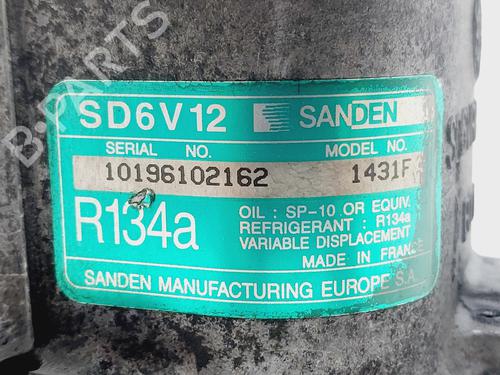 B-PARTS
SD6V12 SANDEN
SERIAL NO. MODEL NO.
10196102162 1431F
R134a
OIL : SP-10 OR EQUIV.
REFRIGERANT : R134a
VARIABLE DISPLACEMENT
MADE IN FRANCE
SANDEN MANUFACTURING EUROPE S.A.